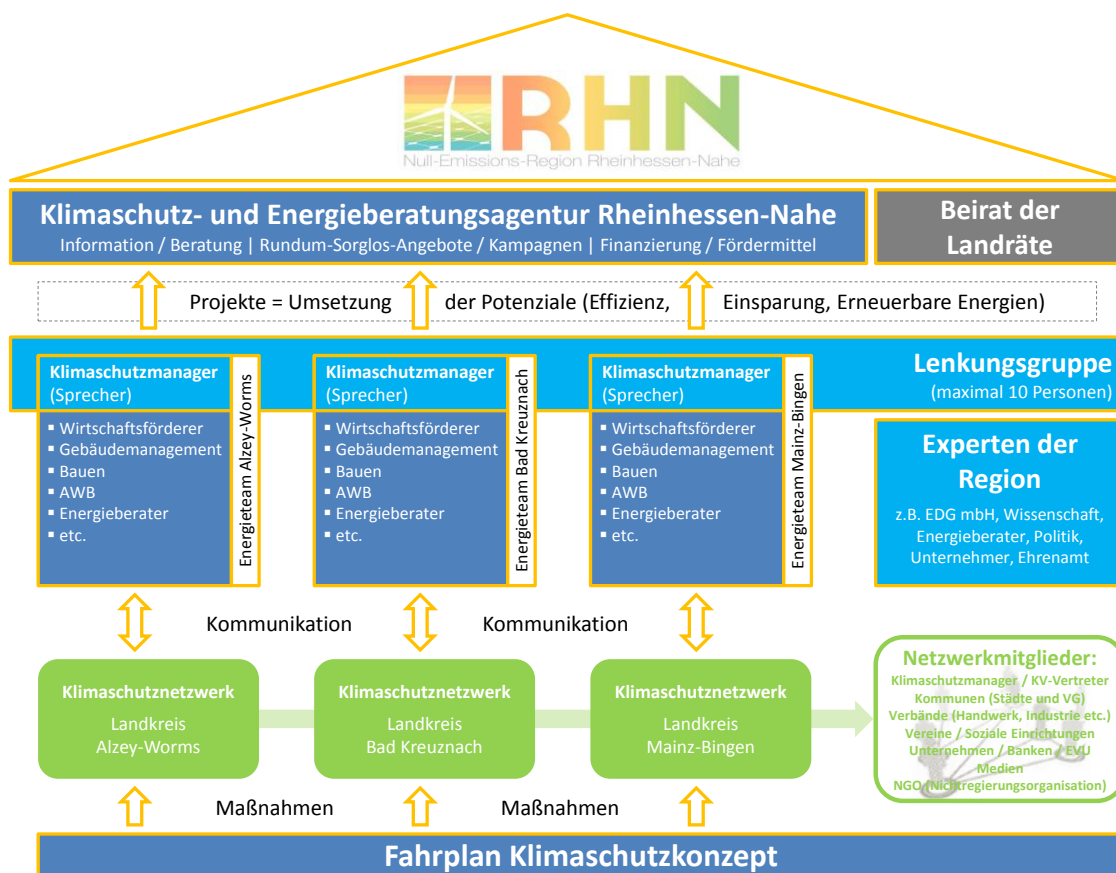 RHN
Null-Emissions-Region Rheinhessen-Nahe
Klimaschutz- und Energieberatungsagentur Rheinhessen-Nahe
Information / Beratung | Rundum-Sorglos-Angebote / Kampagnen | Finanzierung / Fördermittel
Beirat der
Landräte
Projekte = Umsetzung der Potenziale (Effizienz, Einsparung, Erneuerbare Energien)
Lenkungsgruppe
(maximal 10 Personen)
Klimaschutzmanager
(Sprecher)
▪ Wirtschaftsförderer
▪ Gebäudemanagement
▪ Bauen
▪ AWB
▪ Energieberater
▪ etc.
Energieteam Alzey-Worms
Klimaschutzmanager
(Sprecher)
▪ Wirtschaftsförderer
▪ Gebäudemanagement
▪ Bauen
▪ AWB
▪ Energieberater
▪ etc.
Energieteam Bad Kreuznach
Klimaschutzmanager
(Sprecher)
▪ Wirtschaftsförderer
▪ Gebäudemanagement
▪ Bauen
▪ AWB
▪ Energieberater
▪ etc.
Energieteam Mainz-Bingen
Experten der
Region
z.B. EDG mbH, Wissenschaft,
Energieberater, Politik,
Unternehmer, Ehrenamt
Kommunikation
Kommunikation
Klimaschutznetzwerk
Landkreis
Alzey-Worms
Klimaschutznetzwerk
Landkreis
Bad Kreuznach
Klimaschutznetzwerk
Landkreis
Mainz-Bingen
Netzwerkmitglieder:
Klimaschutzmanager / KV-Vertreter
Kommunen (Städte und VG)
Verbände (Handwerk, Industrie etc.)
Vereine / Soziale Einrichtungen
Unternehmen / Banken / EVU
Medien
NGO (Nichtregierungsorganisation)
Maßnahmen
Maßnahmen
Fahrplan Klimaschutzkonzept